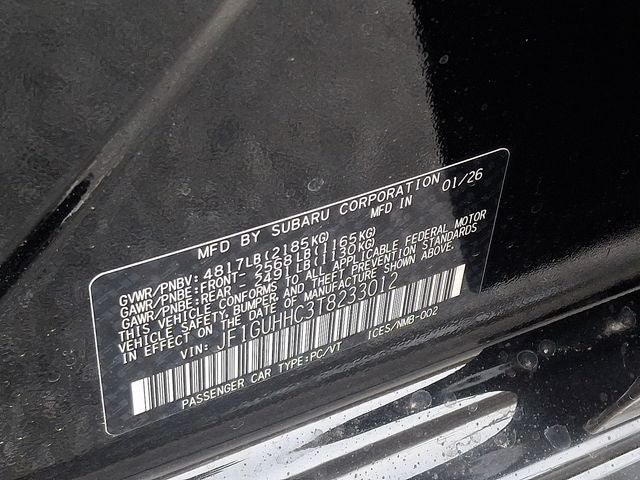 MFD BY SUBARU CORPORATION
MFD IN 01/26
GVWR/PNBV: 4817LB(2185KG)
GAWR/PNBE:FRONT- 2568LB(1165KG)
GAWR/PNBE:REAR - 2491LB(1130KG)
THIS VEHICLE CONFORMS TO ALL APPLICABLE FEDERAL MOTOR
VEHICLE SAFETY, BUMPER, AND THEFT PREVENTION STANDARDS
IN EFFECT ON THE DATE OF MANUFACTURE SHOWN ABOVE.
VIN: JF1GUHHC3T8233012
PASSENGER CAR TYPE:PC/VT ICES/NMB-002